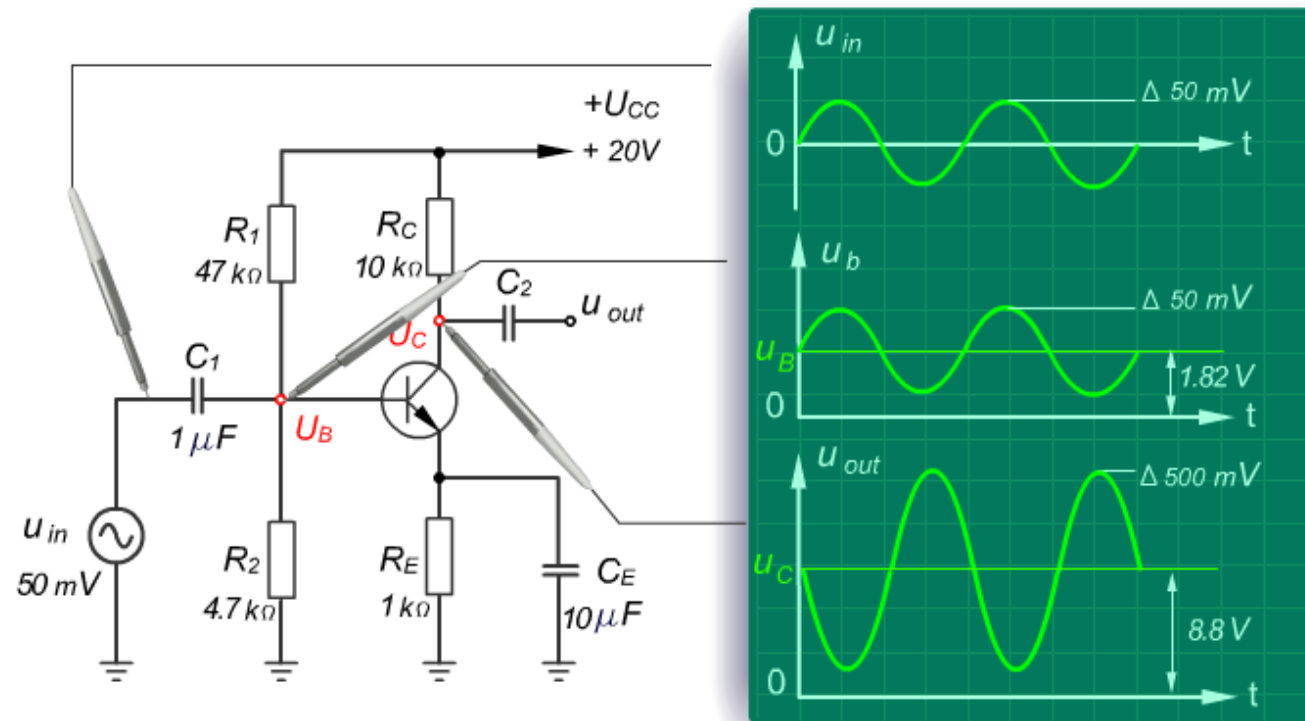 +UCC
+ 20V
R1
47 kΩ
RC
10 kΩ
C2
u out
UC
C1
1 μF
UB
u in
50 mV
R2
4.7 kΩ
RE
1 kΩ
CE
10 μF
u in
Δ 50 mV
0
t
u b
Δ 50 mV
uB
1.82 V
0
t
u out
Δ 500 mV
uC
8.8 V
0
t